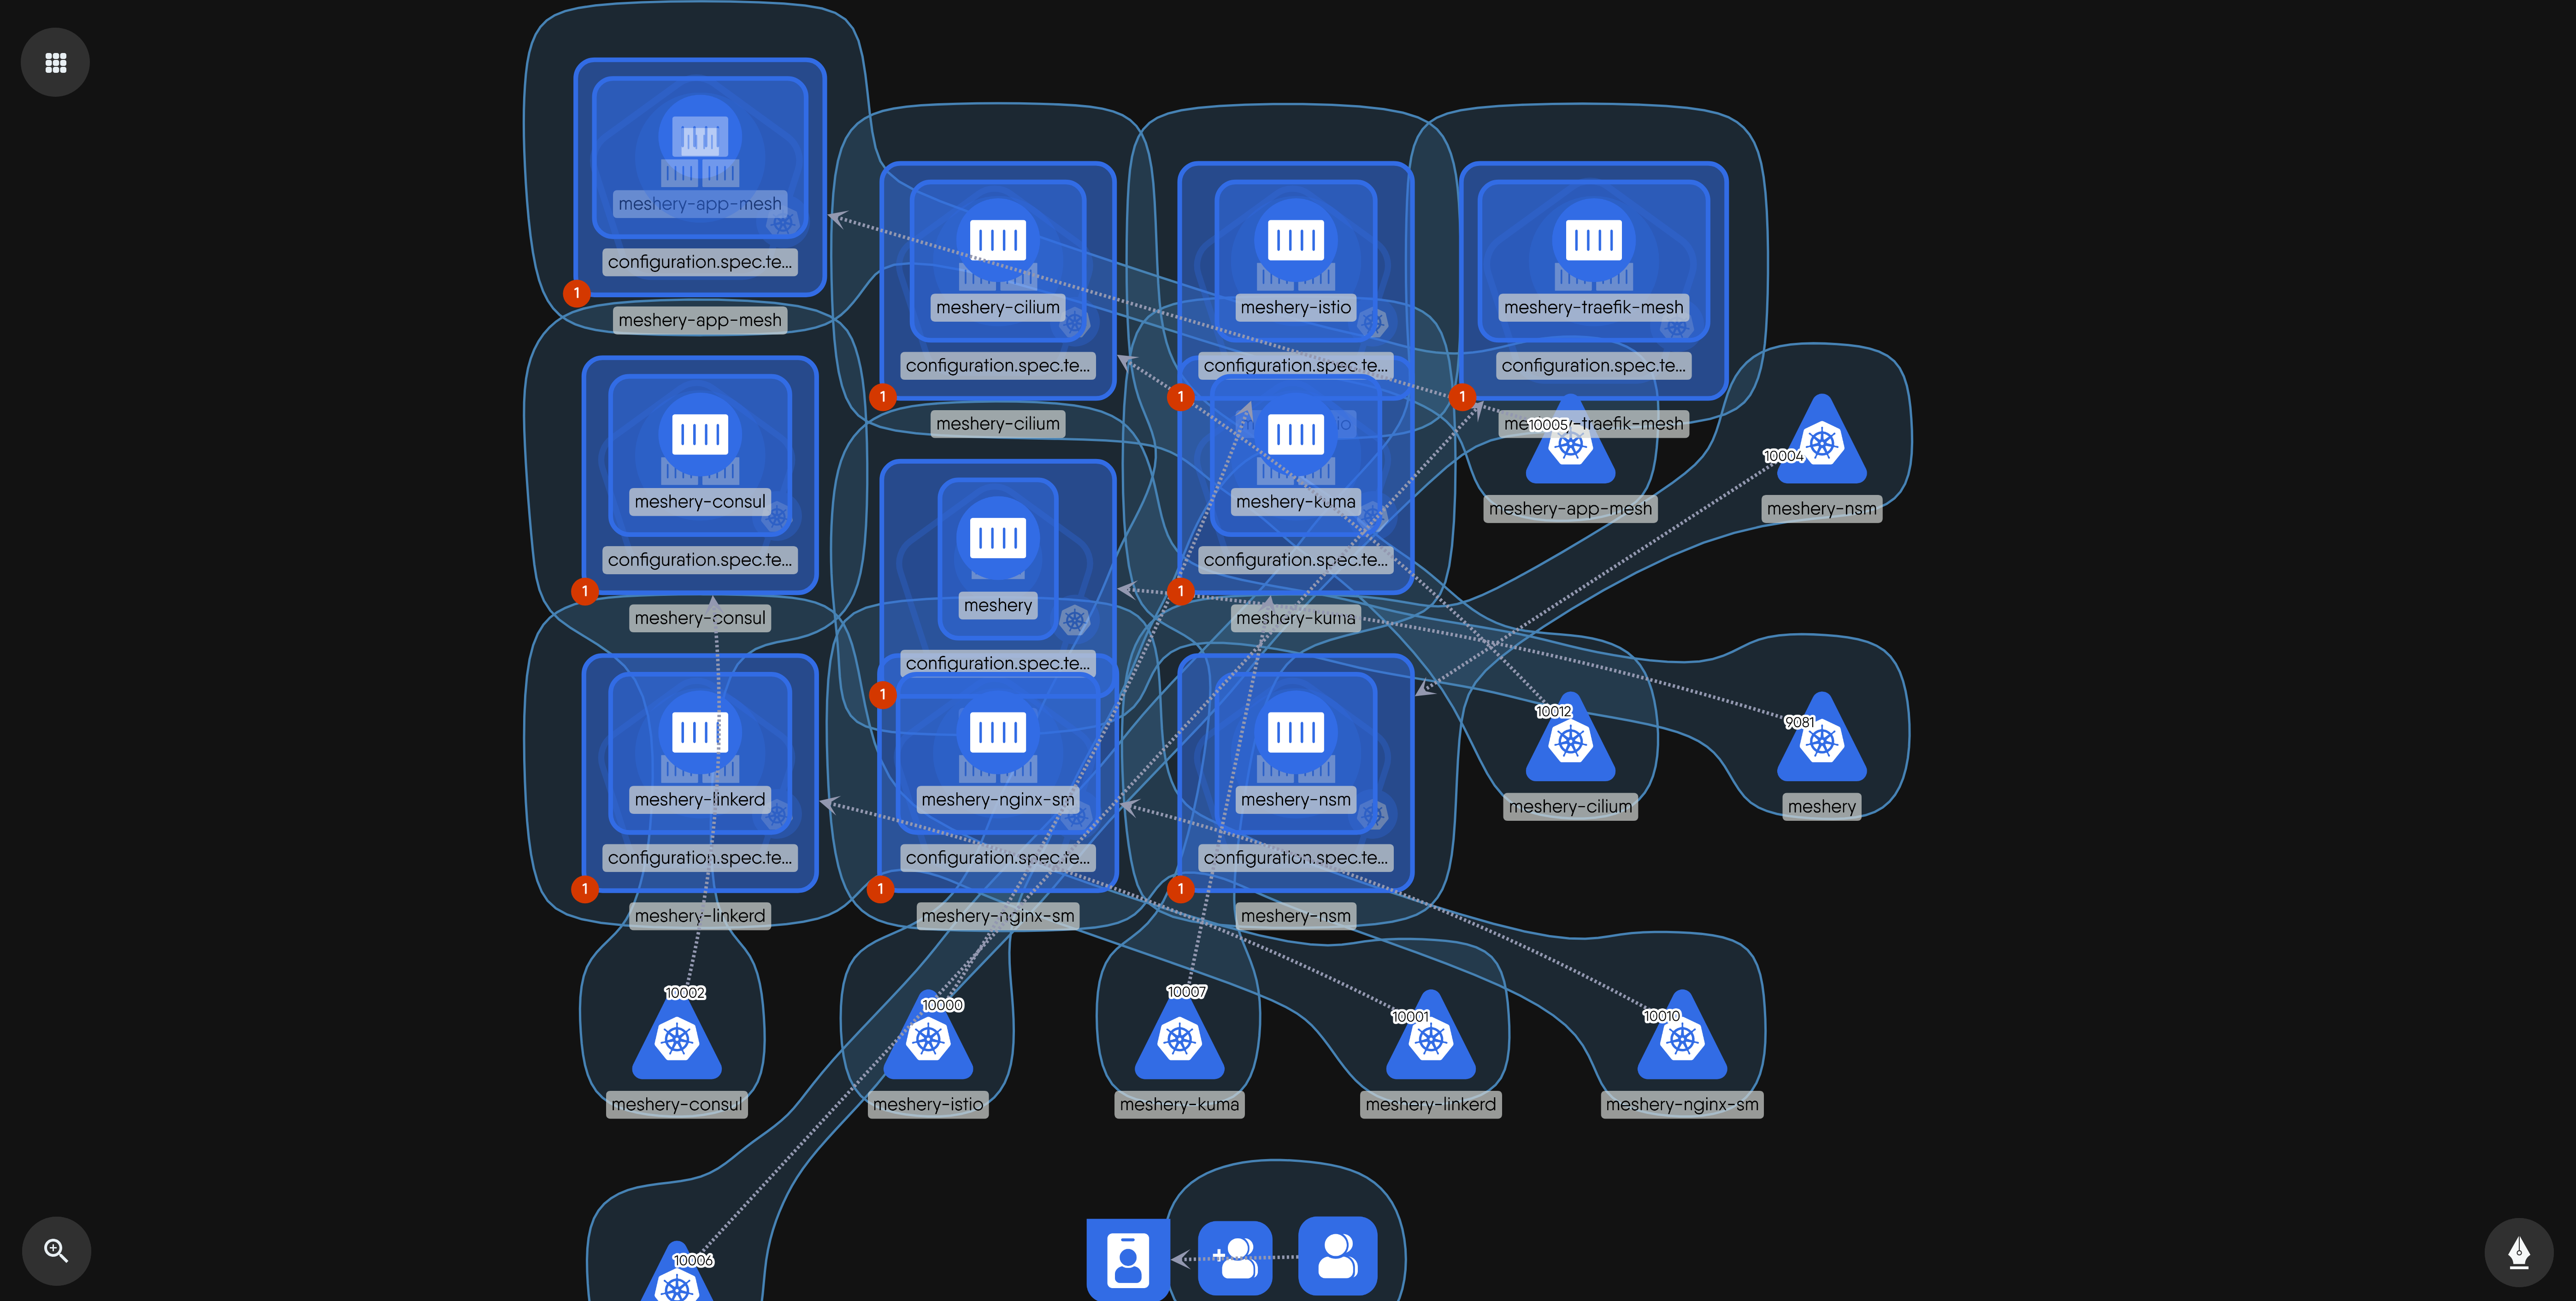 meshery-app-mesh
configuration.spec.te...
1
meshery-app-mesh
meshery-cilium
configuration.spec.te...
1
meshery-cilium
meshery-istio
configuration.spec.te...
1
meshery-traefik-mesh
configuration.spec.te...
1
10005
meshery-app-mesh
10004
meshery-nsm
meshery-consul
configuration.spec.te...
1
meshery-consul
meshery
configuration.spec.te...
1
meshery-kuma
configuration.spec.te...
1
meshery-kuma
meshery-linkerd
configuration.spec.te...
1
meshery-linkerd
meshery-nginx-sm
configuration.spec.te...
1
meshery-nginx-sm
meshery-nsm
configuration.spec.te...
1
meshery-nsm
10012
meshery-cilium
9081
meshery
10002
meshery-consul
10000
meshery-istio
10007
meshery-kuma
10001
meshery-linkerd
10010
meshery-nginx-sm
10006